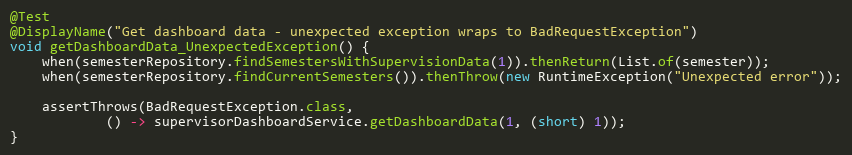 @Test
@DisplayName("Get dashboard data - unexpected exception wraps to BadRequestException")
void getDashboardData_UnexpectedException() {
    when(semesterRepository.findSemestersWithSupervisionData(1)).thenReturn(List.of(semester));
    when(semesterRepository.findCurrentSemesters()).thenThrow(new RuntimeException("Unexpected error"));

    assertThrows(BadRequestException.class,
            () -> supervisorDashboardService.getDashboardData(1, (short) 1));
}